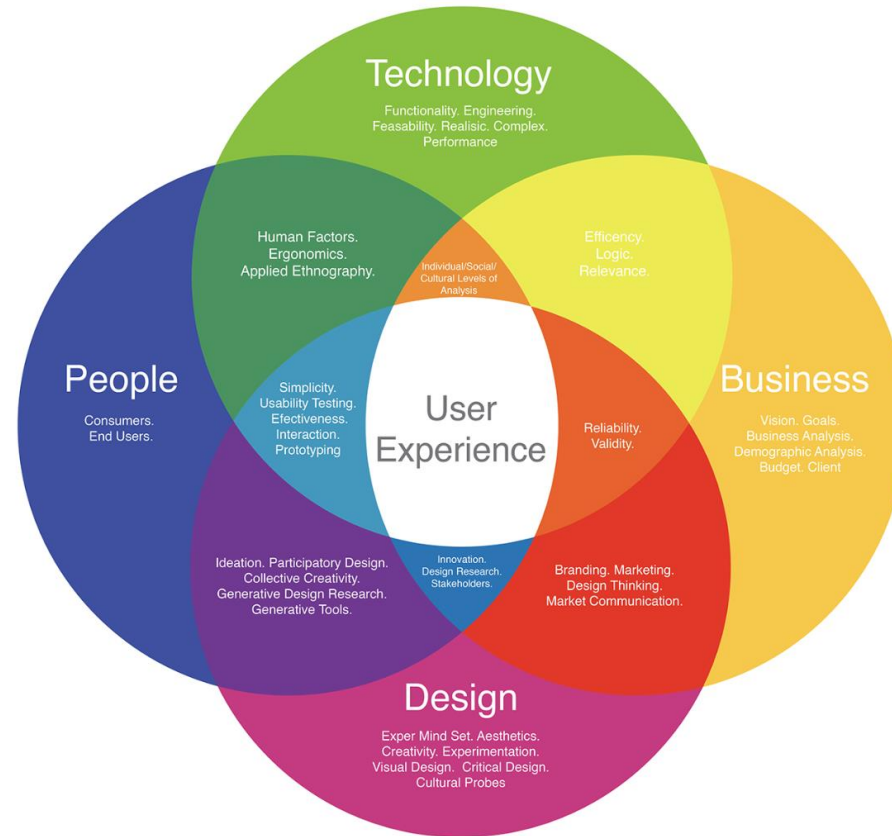 Technology
Functionality. Engineering.
Feasability. Realisic. Complex.
Performance
Human Factors.
Ergonomics.
Applied Ethnography.
Individual/Social/
Cultural Levels of
Analysis
Efficency.
Logic.
Relevance.
People
Consumers.
End Users.
Simplicity.
Usability Testing.
Efectiveness.
Interaction.
Prototyping
User
Experience
Reliability.
Validity.
Business
Vision. Goals.
Business Analysis.
Demographic Analysis.
Budget. Client
Ideation. Participatory Design.
Collective Creativity.
Generative Design Research.
Generative Tools.
Innovation.
Design Research.
Stakeholders.
Branding. Marketing.
Design Thinking.
Market Communication.
Design
Exper Mind Set. Aesthetics.
Creativity. Experimentation.
Visual Design. Critical Design.
Cultural Probes